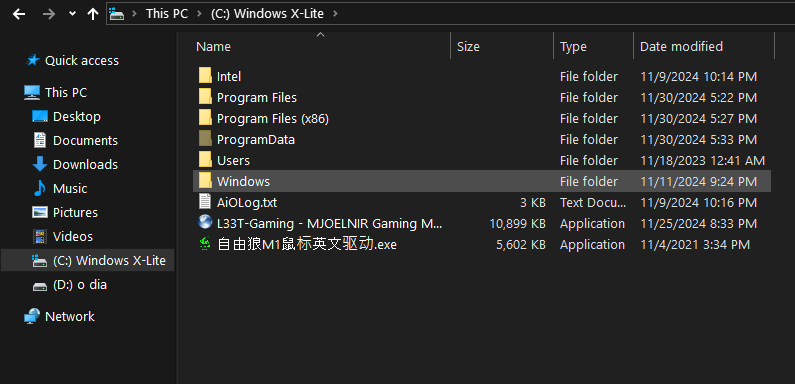 This PC > (C:) Windows X-Lite >
Name Size Type Date modified
Quick access
This PC
Desktop
Documents
Downloads
Music
Pictures
Videos
(C:) Windows X-Lite
(D:) o dia
Network
Intel File folder 11/9/2024 10:14 PM
Program Files File folder 11/30/2024 5:22 PM
Program Files (x86) File folder 11/30/2024 5:27 PM
ProgramData File folder 11/30/2024 5:33 PM
Users File folder 11/18/2023 12:41 AM
Windows File folder 11/11/2024 9:24 PM
AiOLog.txt 3 KB Text Docu... 11/9/2024 10:16 PM
L33T-Gaming - MJOELNIR Gaming M... 10,899 KB Application 11/25/2024 8:33 PM
自由狼M1鼠标英文驱动.exe 5,602 KB Application 11/4/2021 3:34 PM